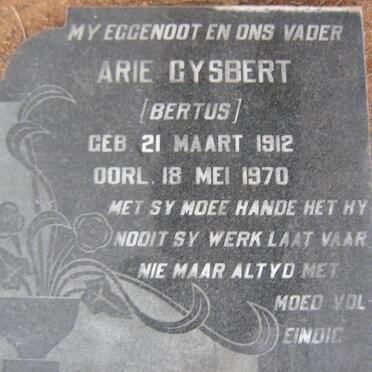 MY EGGENOOT EN ONS VADER
ARIE GYSBERT
[BERTUS]
GEB. 21 MAART 1912
OORL. 18 MEI 1970
MET SY MOEE HANDE HET HY
NOOIT SY WERK LAAT VAAR
NIE MAAR ALTYD MET
MOED VOL-
EINDIG